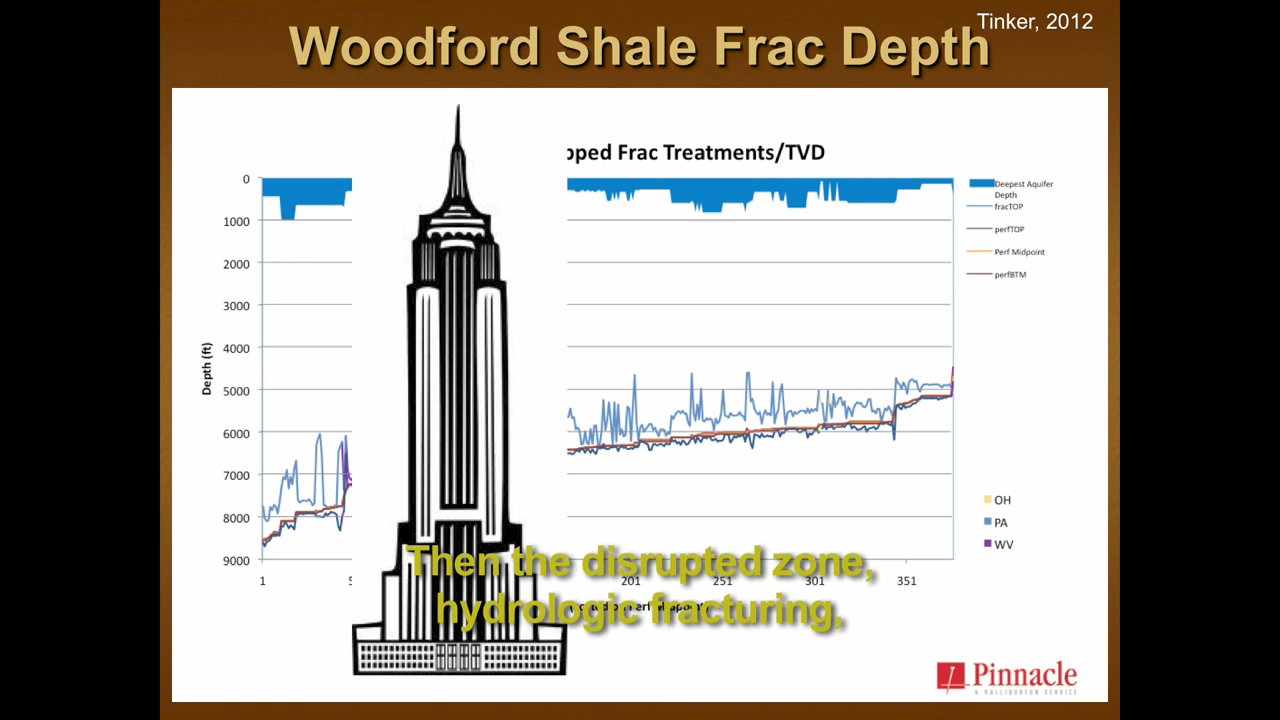 Tinker, 2012
Woodford Shale Frac Depth
pped Frac Treatments/TVD
0
1000
2000
3000
4000
5000
6000
7000
8000
9000
Depth (ft)
1
5
201
251
301
351
Deepest Aquifer
Depth
fracTOP
perfTOP
Perf Midpoint
perfBTM
OH
PA
WV
Then the disrupted zone,
hydrologic fracturing,
Pinnacle
A HALLIBURTON SERVICE